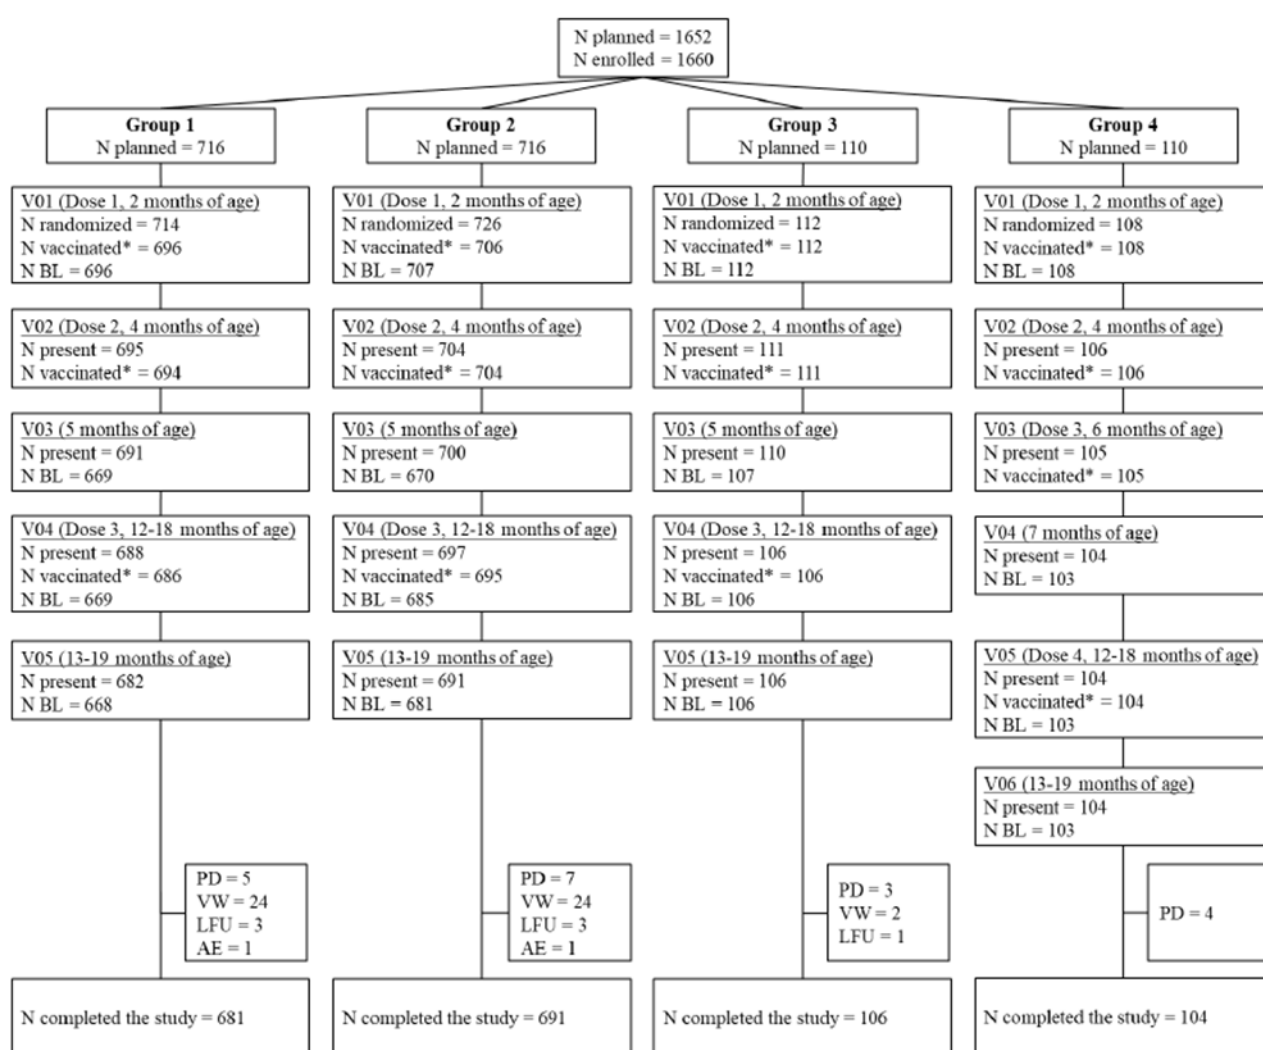 N planned = 1652
N enrolled = 1660
Group 1
N planned = 716
V01 (Dose 1, 2 months of age)
N randomized = 714
N vaccinated* = 696
N BL = 696
V02 (Dose 2, 4 months of age)
N present = 695
N vaccinated* = 694
V03 (5 months of age)
N present = 691
N BL = 669
V04 (Dose 3, 12-18 months of age)
N present = 688
N vaccinated* = 686
N BL = 669
V05 (13-19 months of age)
N present = 682
N BL = 668
PD = 5
VW = 24
LFU = 3
AE = 1
N completed the study = 681
Group 2
N planned = 716
V01 (Dose 1, 2 months of age)
N randomized = 726
N vaccinated* = 706
N BL = 707
V02 (Dose 2, 4 months of age)
N present = 704
N vaccinated* = 704
V03 (5 months of age)
N present = 700
N BL = 670
V04 (Dose 3, 12-18 months of age)
N present = 697
N vaccinated* = 695
N BL = 685
V05 (13-19 months of age)
N present = 691
N BL = 681
PD = 7
VW = 24
LFU = 3
AE = 1
N completed the study = 691
Group 3
N planned = 110
V01 (Dose 1, 2 months of age)
N randomized = 112
N vaccinated* = 112
N BL = 112
V02 (Dose 2, 4 months of age)
N present = 111
N vaccinated* = 111
V03 (5 months of age)
N present = 110
N BL = 107
V04 (Dose 3, 12-18 months of age)
N present = 106
N vaccinated* = 106
N BL = 106
V05 (13-19 months of age)
N present = 106
N BL = 106
PD = 3
VW = 2
LFU = 1
N completed the study = 106
Group 4
N planned = 110
V01 (Dose 1, 2 months of age)
N randomized = 108
N vaccinated* = 108
N BL = 108
V02 (Dose 2, 4 months of age)
N present = 106
N vaccinated* = 106
V03 (Dose 3, 6 months of age)
N present = 105
N vaccinated* = 105
V04 (7 months of age)
N present = 104
N BL = 103
V05 (Dose 4, 12-18 months of age)
N present = 104
N vaccinated* = 104
N BL = 103
V06 (13-19 months of age)
N present = 104
N BL = 103
PD = 4
N completed the study = 104